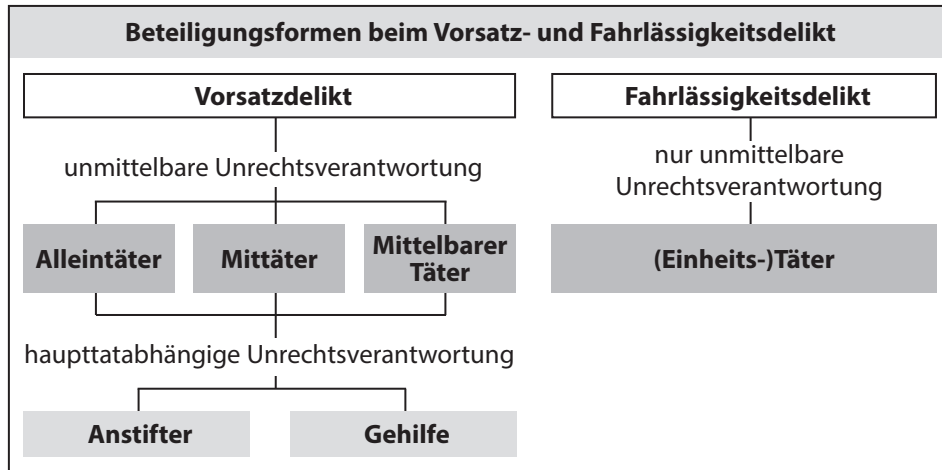 Beteiligungsformen beim Vorsatz- und Fahrlässigkeitsdelikt
Vorsatzdelikt
unmittelbare Unrechtsverantwortung
Alleintäter
Mittäter
Mittelbarer
Täter
haupttatabhängige Unrechtsverantwortung
Anstifter
Gehilfe
Fahrlässigkeitsdelikt
nur unmittelbare
Unrechtsverantwortung
(Einheits-)Täter